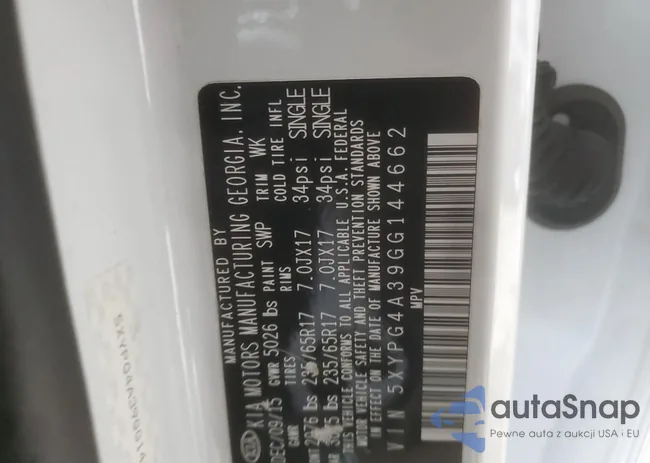 MANUFACTURED BY
KIA MOTORS MANUFACTURING GEORGIA, INC.
DEC/09/15 GVWR 5026 lbs PAINT SWP TRIM WK
TIRES RIMS COLD TIRE INFL
lbs 235/65R17 7.0JX17 34psi SINGLE
lbs 235/65R17 7.0JX17 34psi SINGLE
THIS VEHICLE CONFORMS TO ALL APPLICABLE U.S.A. FEDERAL
MOTOR VEHICLE SAFETY AND THEFT PREVENTION STANDARDS
IN EFFECT ON THE DATE OF MANUFACTURE SHOWN ABOVE
VIN 5XYPG4A39GG144662
MPV
autaSnap
Pewne auta z aukcji USA i EU